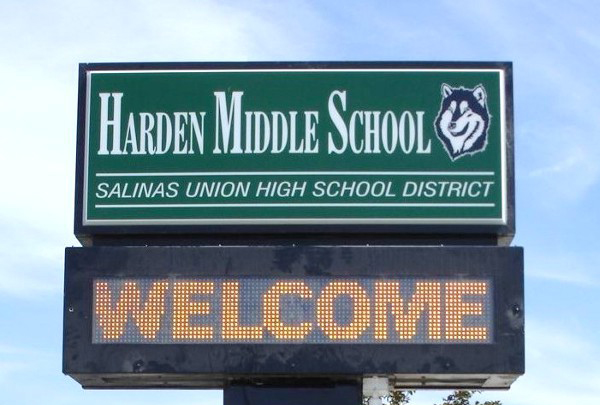 HARDEN MIDDLE SCHOOL
SALINAS UNION HIGH SCHOOL DISTRICT
WELCOME